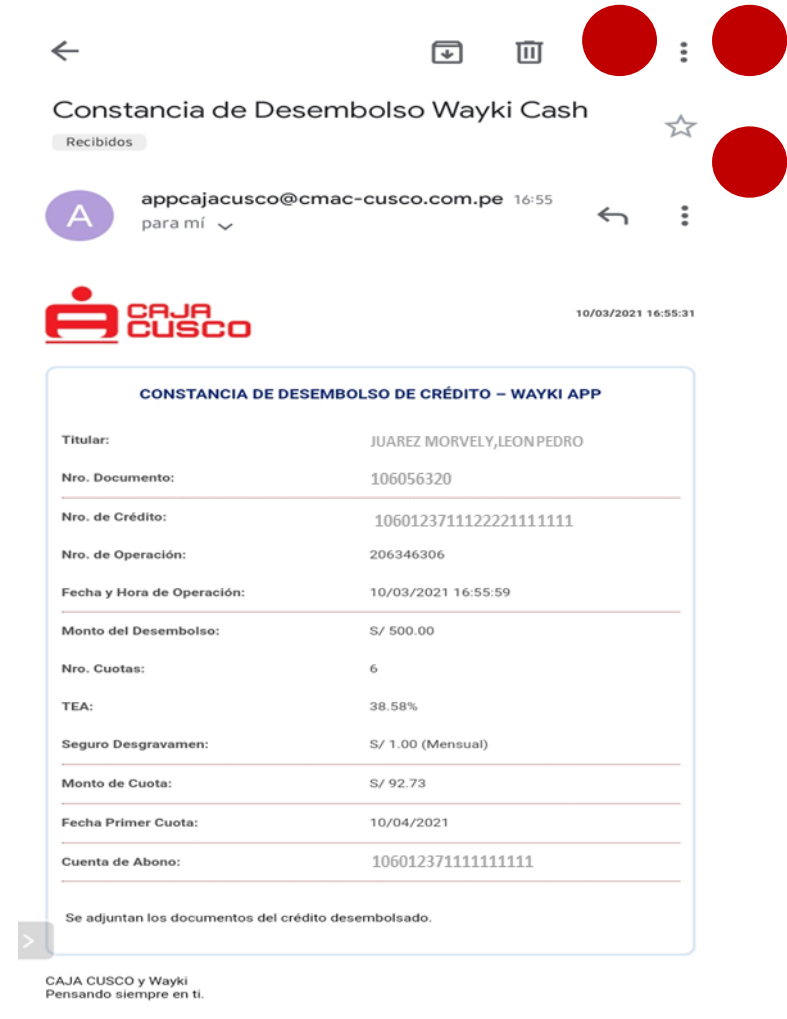 Constancia de Desembolso Wayki Cash
Recibidos
A
appcajacusco@cmac-cusco.com.pe 16:55
para mí
CAJA
CUSCO
10/03/2021 16:55:31
CONSTANCIA DE DESEMBOLSO DE CRÉDITO – WAYKI APP
Titular: JUAREZ MORVELY,LEON PEDRO
Nro. Documento: 106056320
Nro. de Crédito: 1060123711122221111111
Nro. de Operación: 206346306
Fecha y Hora de Operación: 10/03/2021 16:55:59
Monto del Desembolso: S/ 500.00
Nro. Cuotas: 6
TEA: 38.58%
Seguro Desgravamen: S/ 1.00 (Mensual)
Monto de Cuota: S/ 92.73
Fecha Primer Cuota: 10/04/2021
Cuenta de Abono: 106012371111111111
Se adjuntan los documentos del crédito desembolsado.
CAJA CUSCO y Wayki
Pensando siempre en ti.